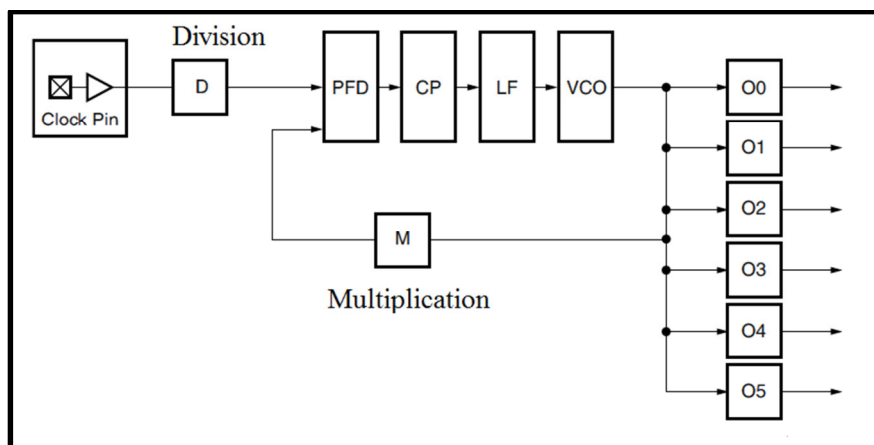 Division
Clock Pin
D
PFD
CP
LF
VCO
O0
O1
O2
M
O3
Multiplication
O4
O5